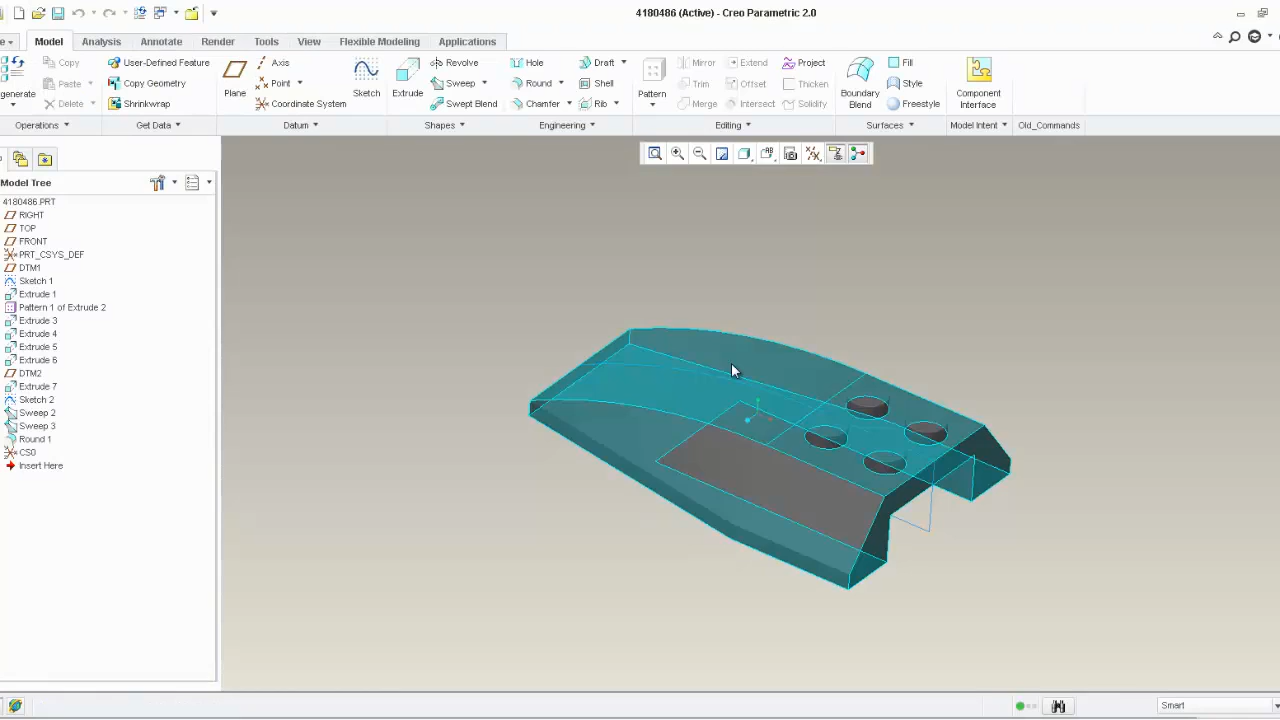 4180486 (Active) - Creo Parametric 2.0
Model Analysis Annotate Render Tools View Flexible Modeling Applications
Copy User-Defined Feature Axis Revolve Hole Draft Mirror Extend Project Fill
Paste Copy Geometry Point Sweep Round Shell Trim Offset Thicken Style
generate Plane Sketch Extrude Pattern Boundary Blend Component Interface
Delete Shrinkwrap Coordinate System Swept Blend Chamfer Rib Merge Intersect Solidify Freestyle
Operations Get Data Datum Shapes Engineering Editing Surfaces Model Intent Old_Commands
Model Tree
4180486.PRT
RIGHT
TOP
FRONT
PRT_CSYS_DEF
DTM1
Sketch 1
Extrude 1
Pattern 1 of Extrude 2
Extrude 3
Extrude 4
Extrude 5
Extrude 6
DTM2
Extrude 7
Sketch 2
Sweep 2
Sweep 3
Round 1
CS0
Insert Here
Smart